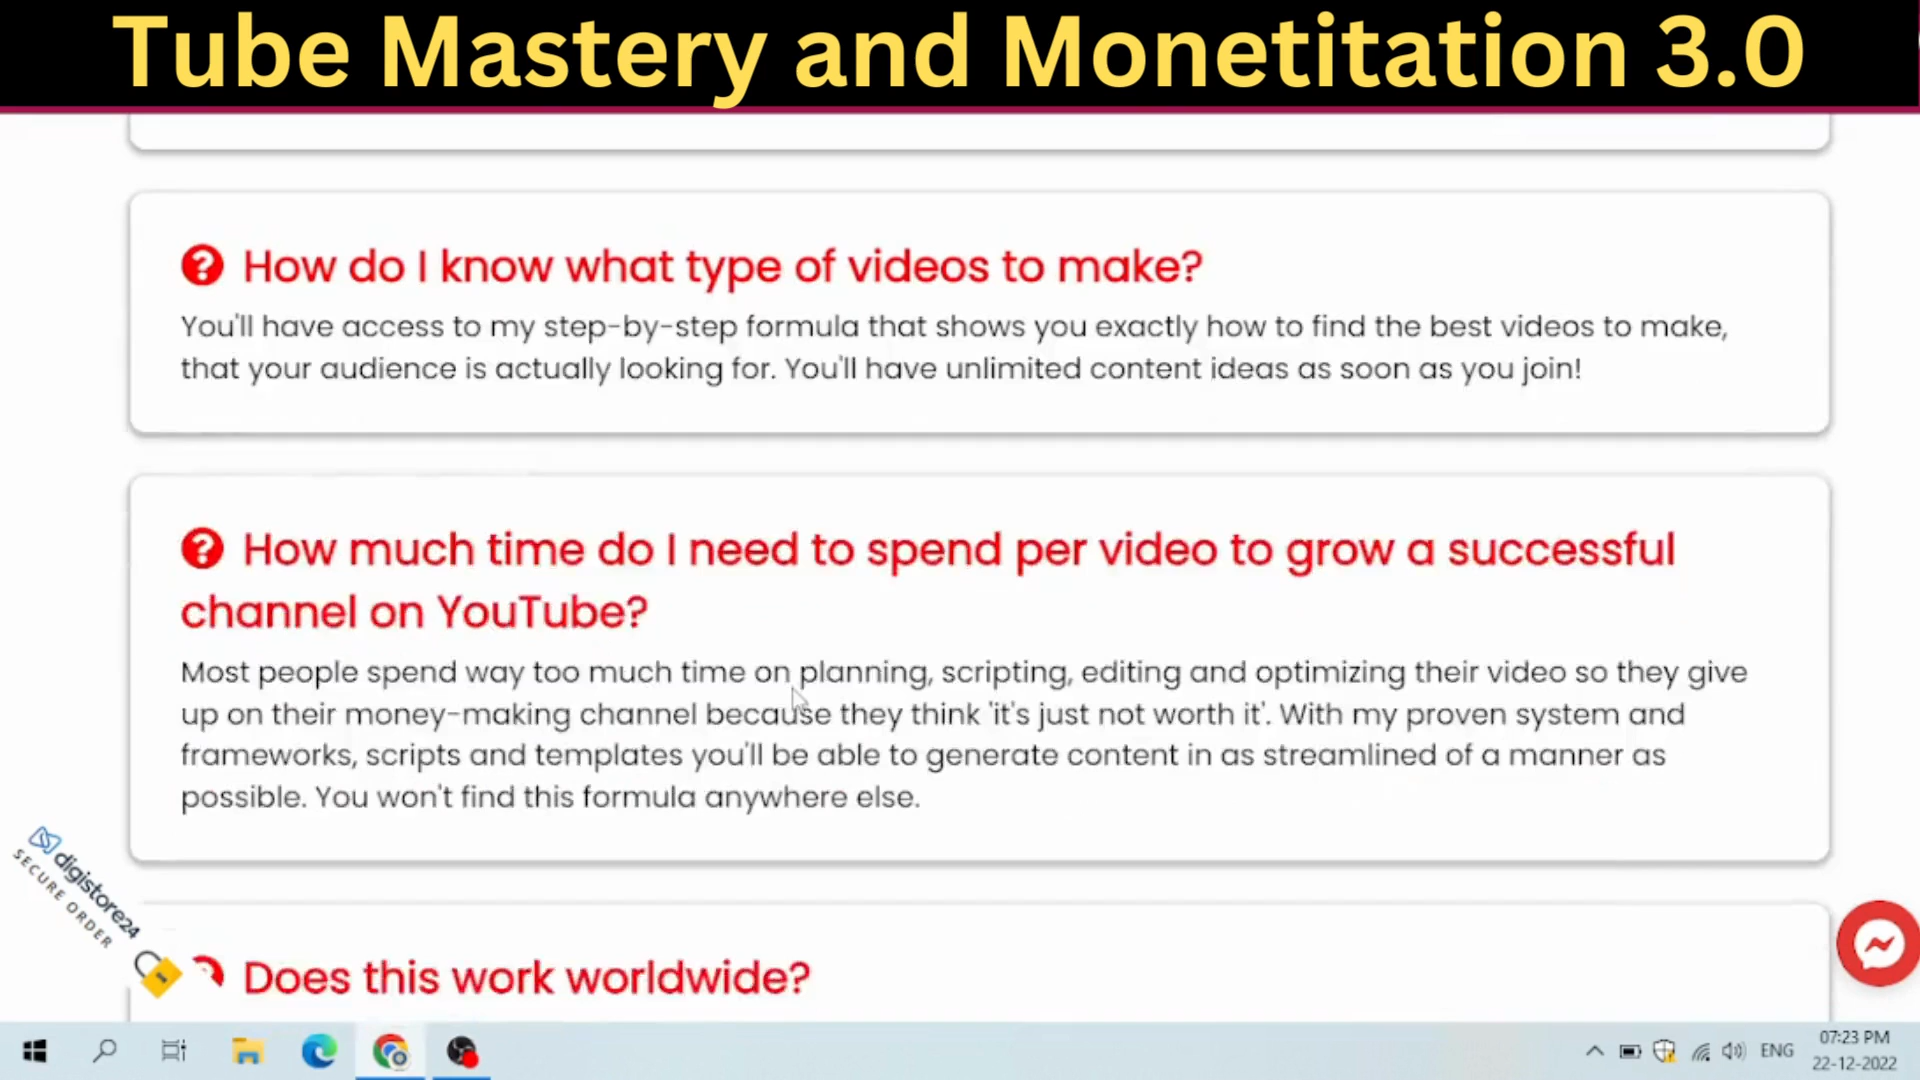 Tube Mastery and Monetitation 3.0
How do I know what type of videos to make?
You'll have access to my step-by-step formula that shows you exactly how to find the best videos to make,
that your audience is actually looking for. You'll have unlimited content ideas as soon as you join!
How much time do I need to spend per video to grow a successful
channel on YouTube?
Most people spend way too much time on planning, scripting, editing and optimizing their video so they give
up on their money-making channel because they think 'it's just not worth it'. With my proven system and
frameworks, scripts and templates you'll be able to generate content in as streamlined of a manner as
possible. You won't find this formula anywhere else.
digistore24
SECURE ORDER
Does this work worldwide?
ENG
07:23 PM
22-12-2022